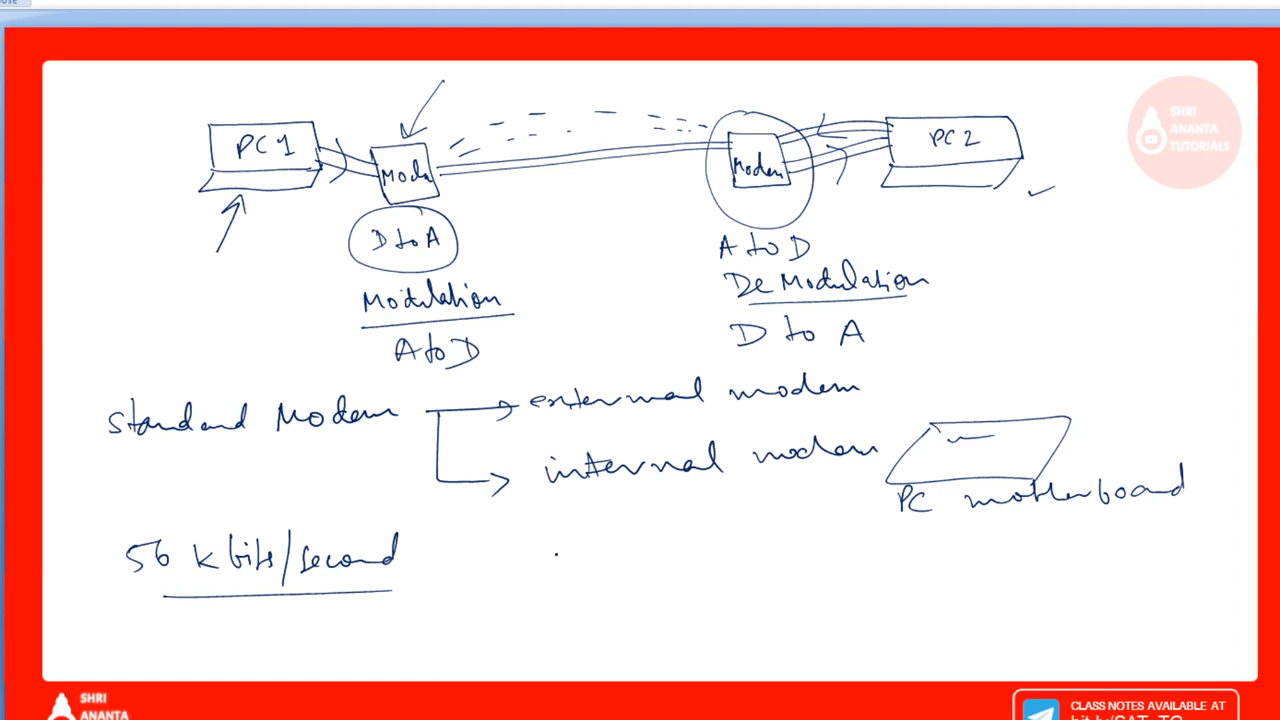 PC 1
Modem
Modem
PC 2
SHRI
ANANTA
TUTORIALS
D to A
Modulation
A to D
A to D
DeModulation
D to A
standard Modem
external modem
internal modem
PC motherboard
56 k bits/second
SHRI
ANANTA
CLASS NOTES AVAILABLE AT